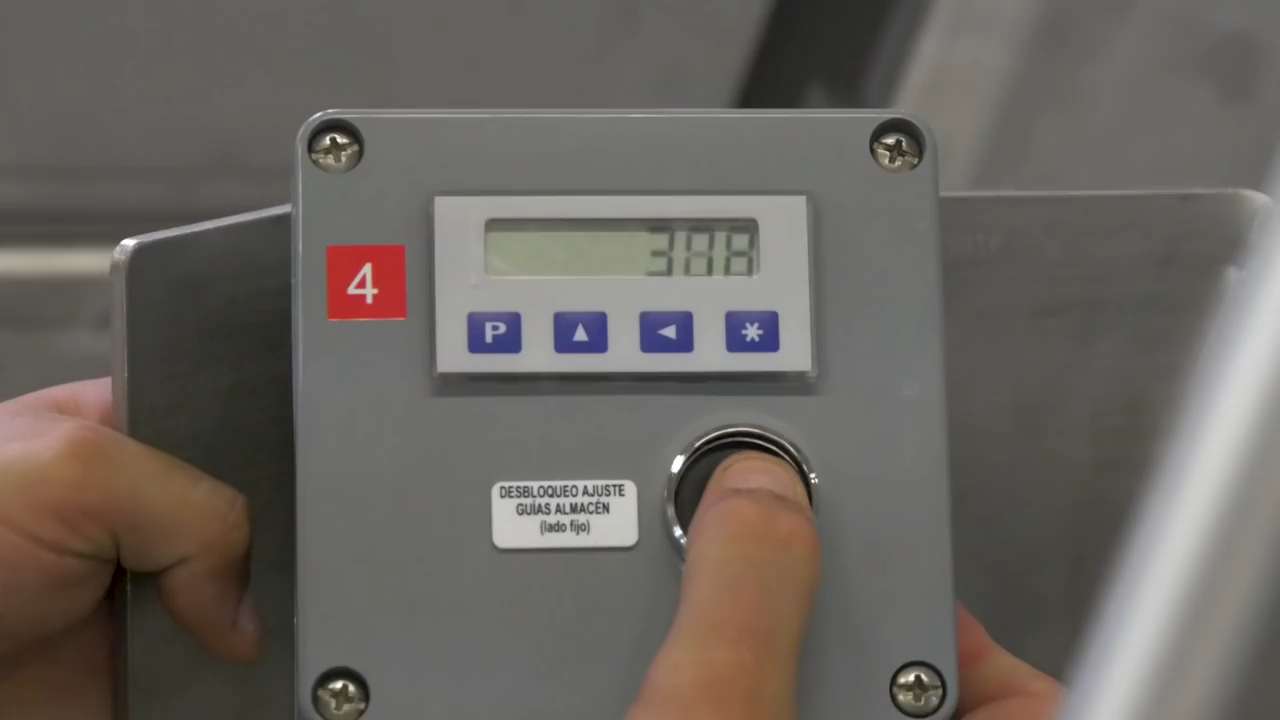 388
4
P
DESBLOQUEO AJUSTE
GUÍAS ALMACÉN
(lado fijo)